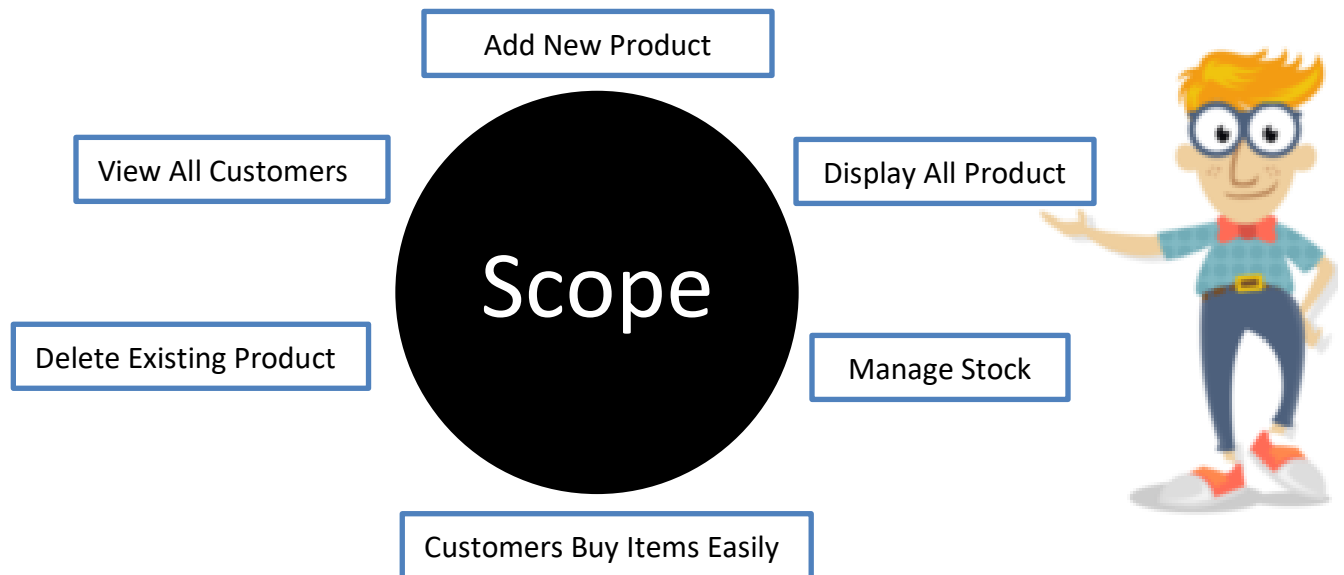 Add New Product
View All Customers
Display All Product
Scope
Delete Existing Product
Manage Stock
Customers Buy Items Easily